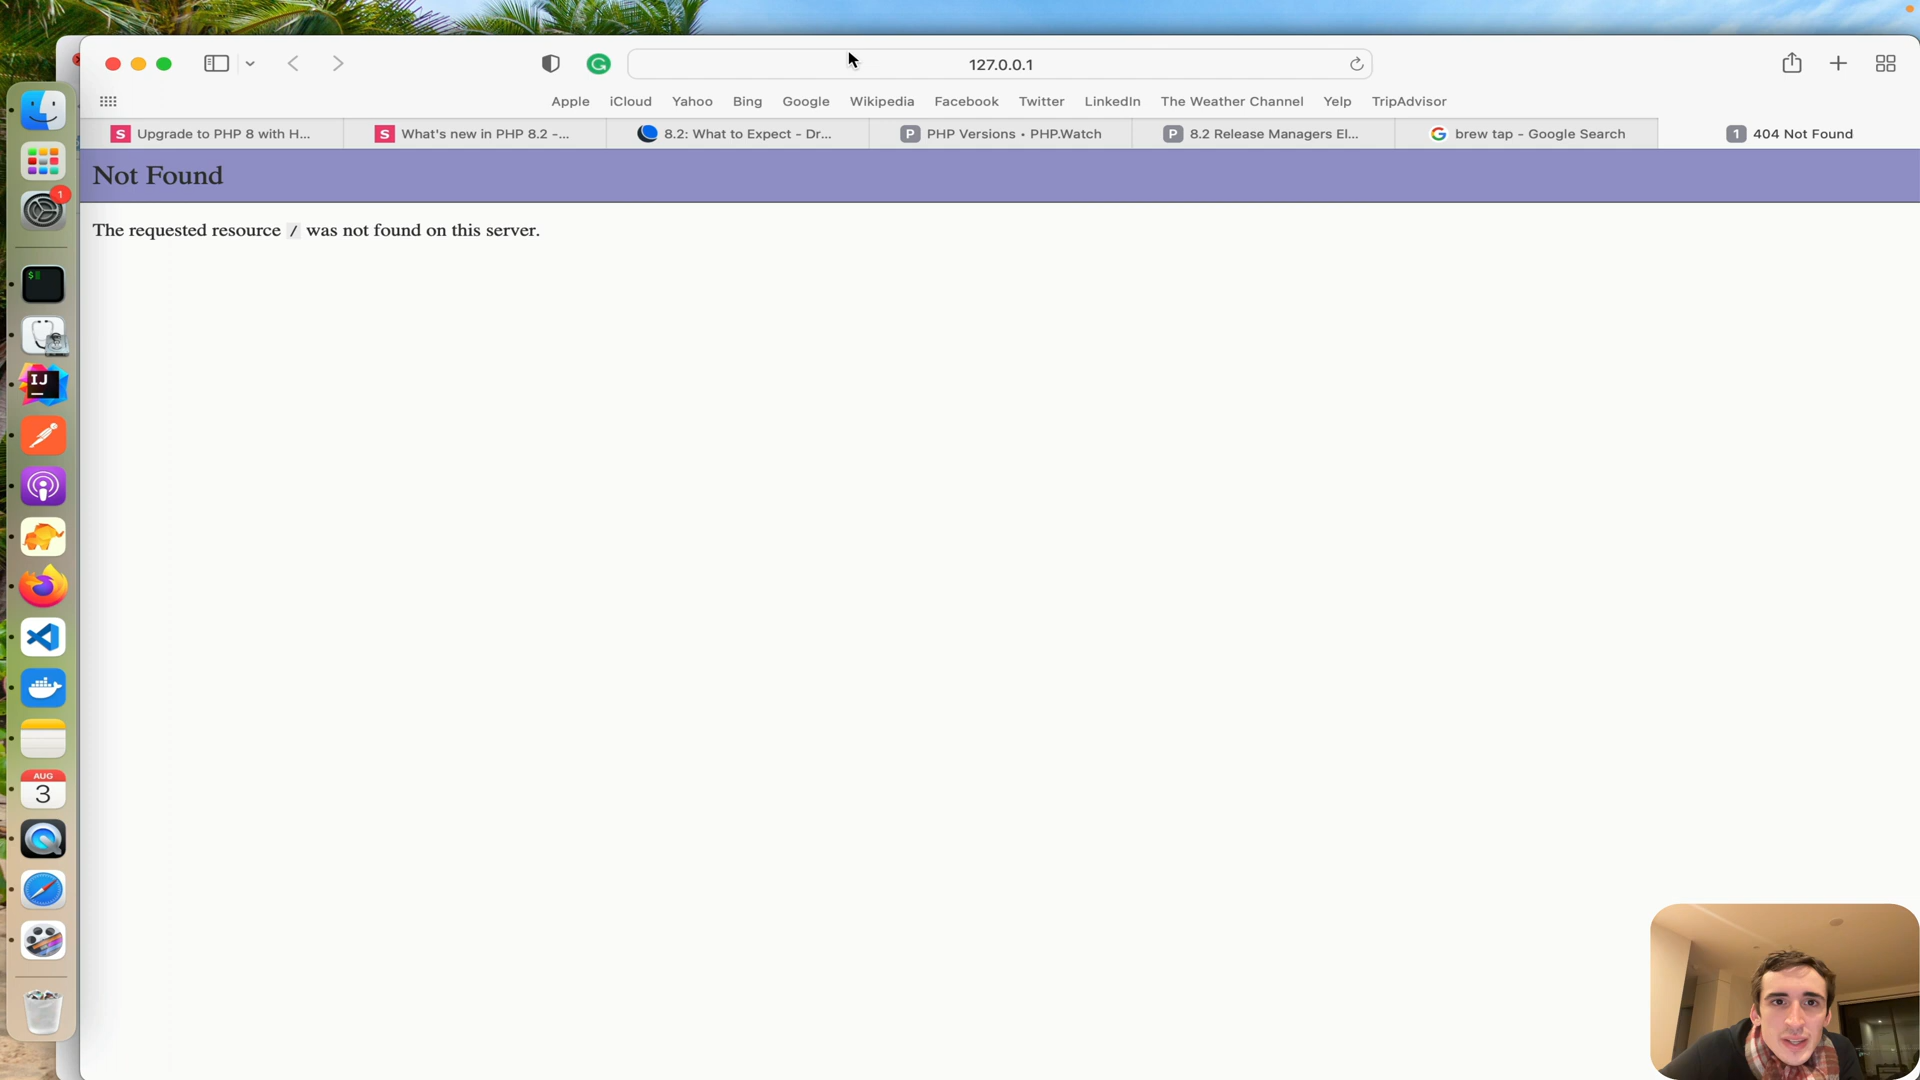 127.0.0.1
Apple iCloud Yahoo Bing Google Wikipedia Facebook Twitter LinkedIn The Weather Channel Yelp TripAdvisor
S Upgrade to PHP 8 with H... S What's new in PHP 8.2 -... 8.2: What to Expect - Dr... P PHP Versions • PHP.Watch P 8.2 Release Managers El... G brew tap - Google Search 1 404 Not Found
Not Found
The requested resource / was not found on this server.
1
$
IJ
AUG
3